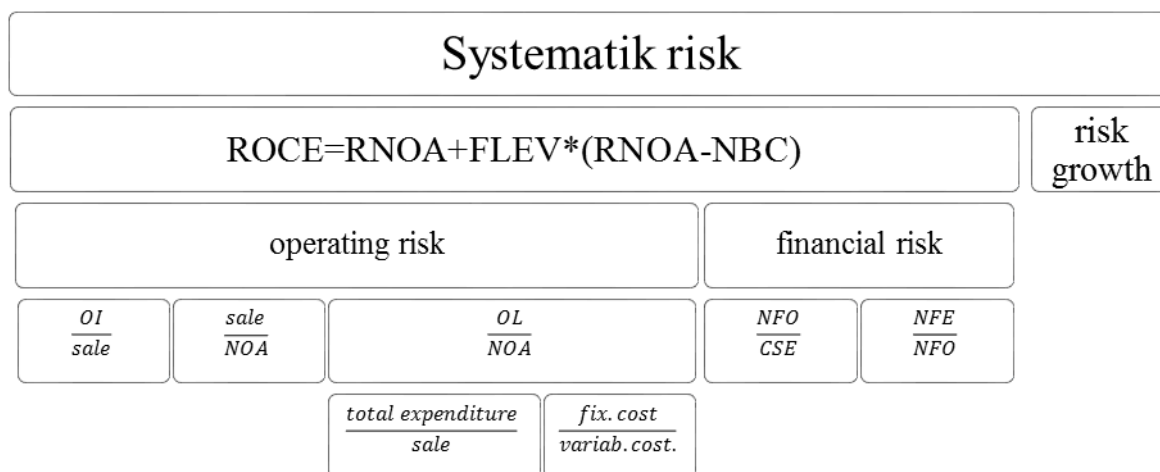 Systematik risk
ROCE=RNOA+FLEV*(RNOA-NBC)
risk
growth
operating risk
financial risk
OI/sale
sale/NOA
OL/NOA
NFO/CSE
NFE/NFO
total expenditure/sale
fix. cost/variab.cost.